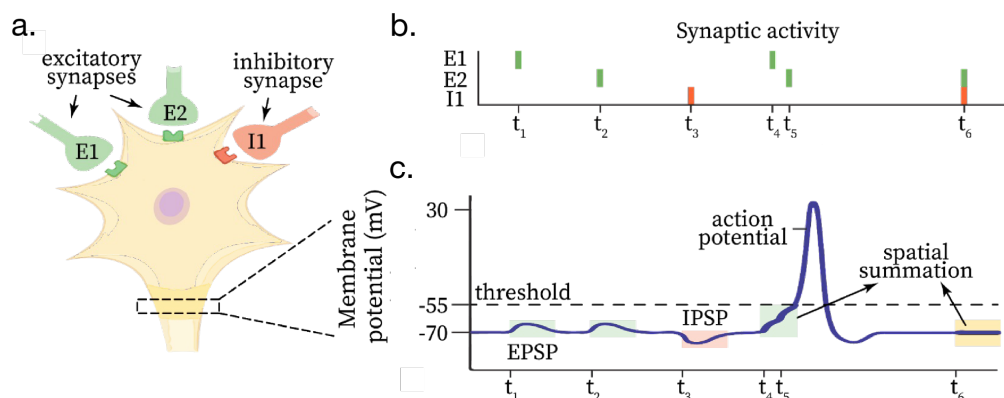 a.
excitatory
synapses
inhibitory
synapse
E1
E2
I1
b.
Synaptic activity
E1
E2
I1
t1
t2
t3
t4
t5
t6
c.
Membrane
potential (mV)
30
-55
-70
threshold
action
potential
spatial
summation
EPSP
IPSP
t1
t2
t3
t4
t5
t6